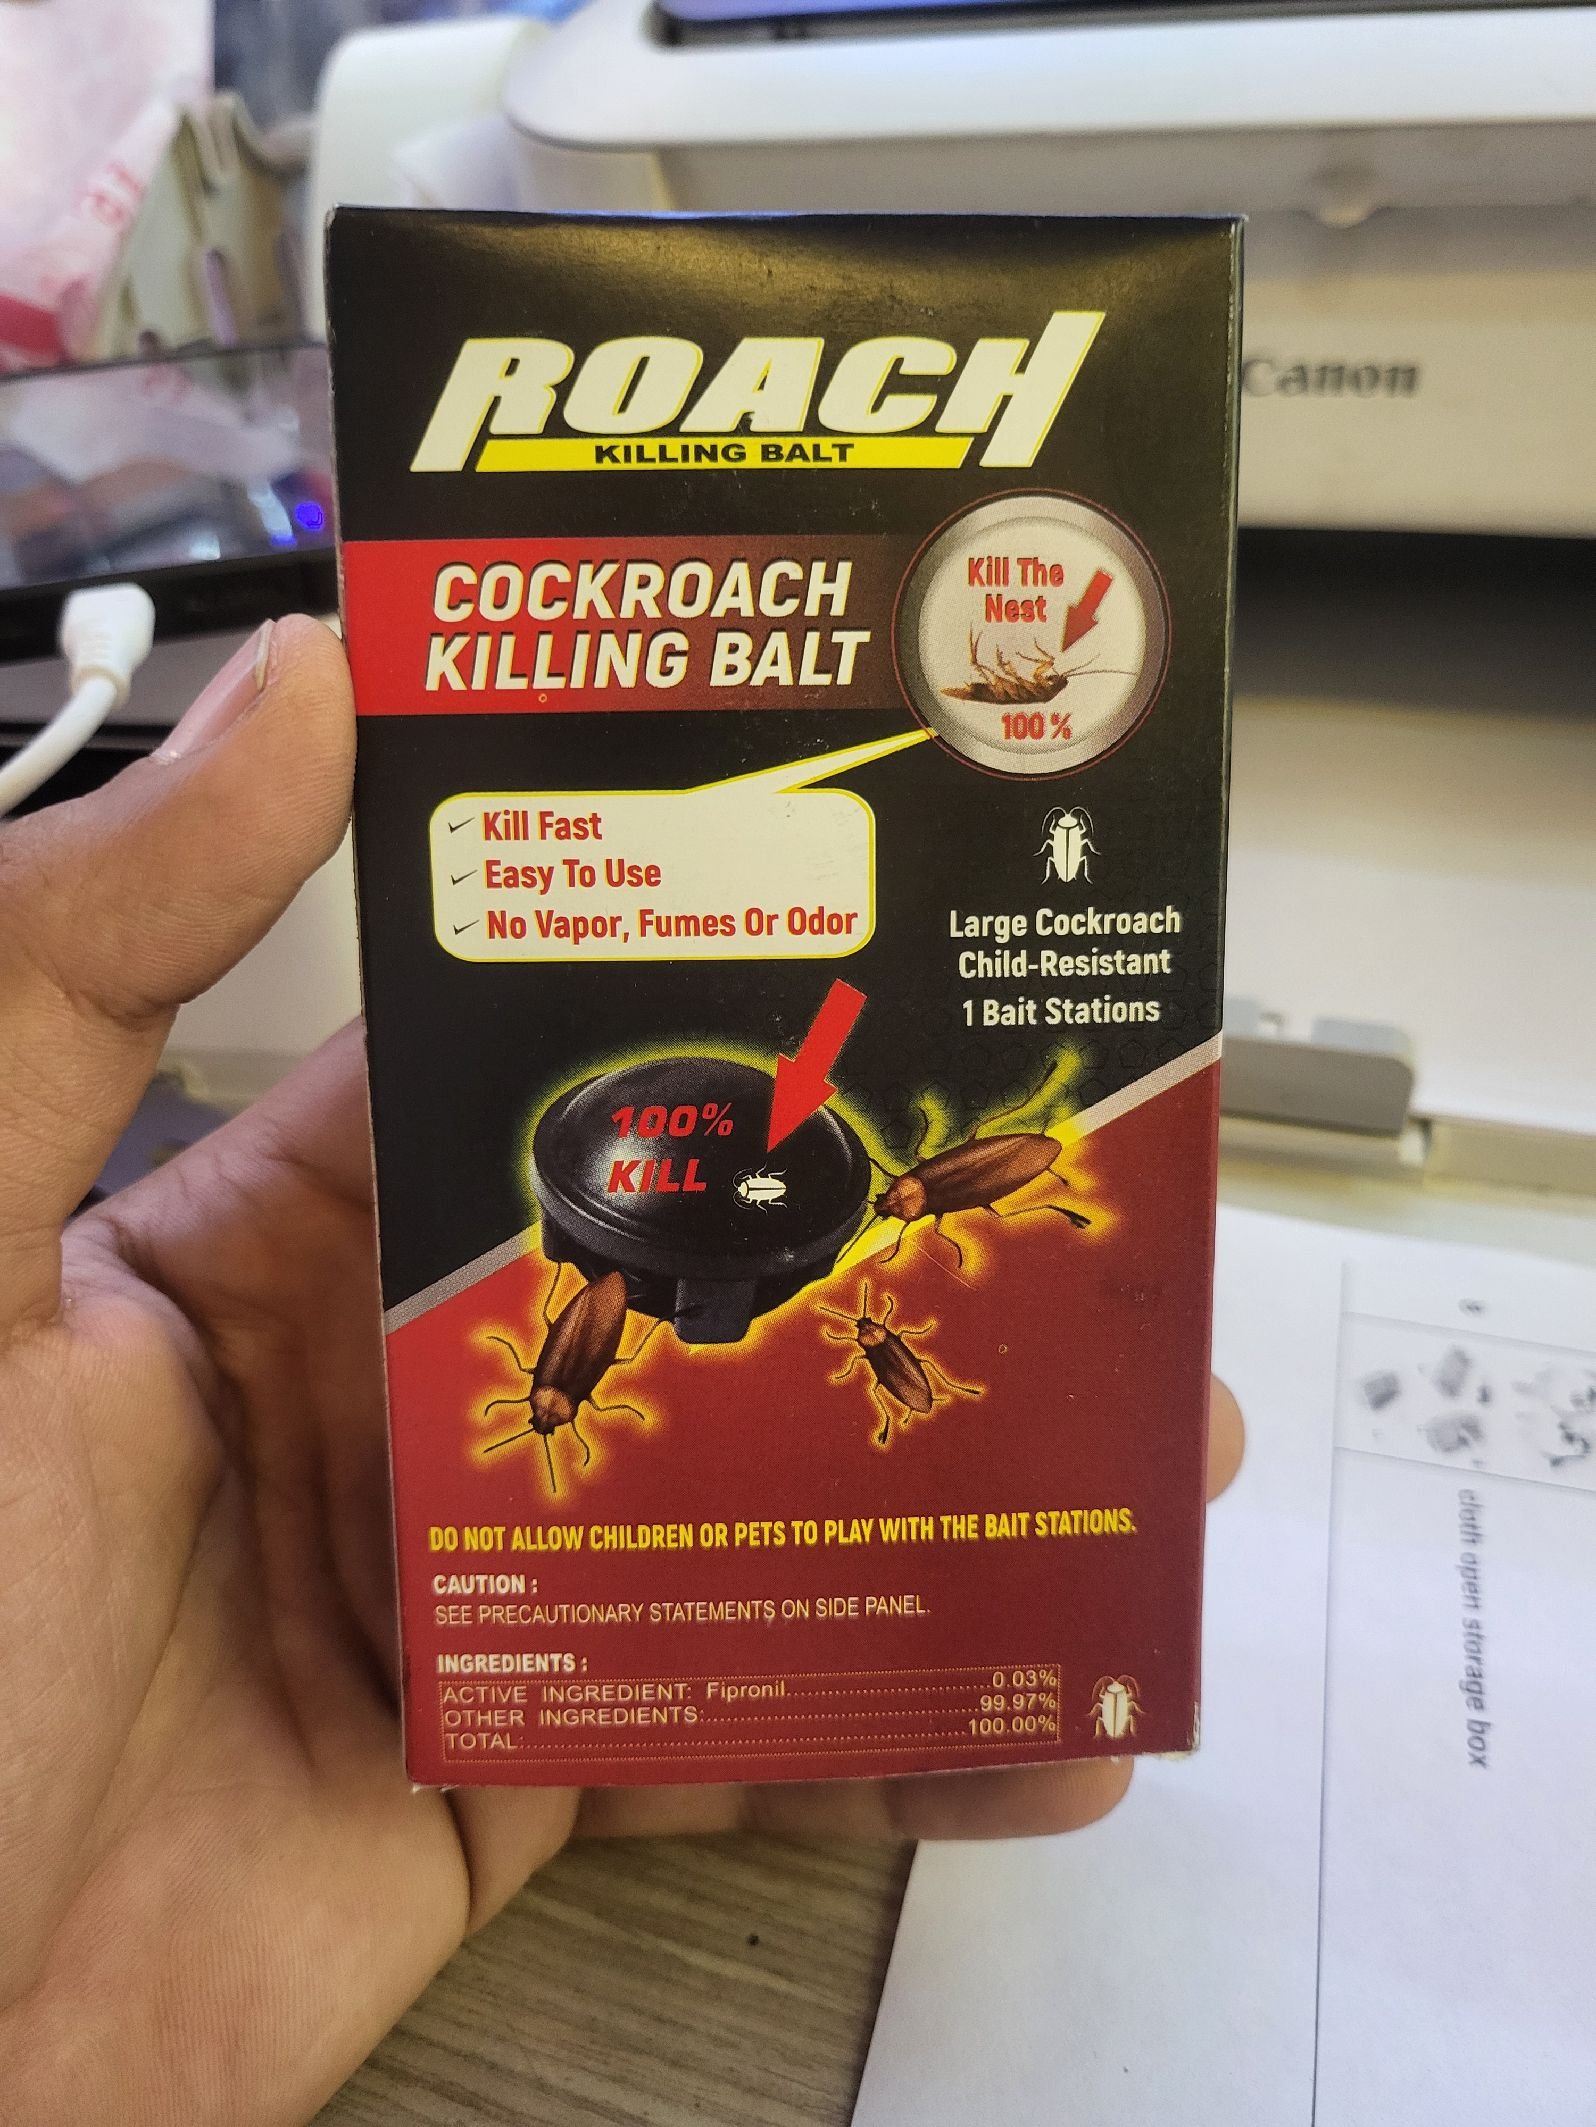 Canon
ROACH
KILLING BALT
COCKROACH
KILLING BALT
Kill The
Nest
100 %
Kill Fast
Easy To Use
No Vapor, Fumes Or Odor
Large Cockroach
Child-Resistant
1 Bait Stations
100%
KILL
DO NOT ALLOW CHILDREN OR PETS TO PLAY WITH THE BAIT STATIONS.
CAUTION :
SEE PRECAUTIONARY STATEMENTS ON SIDE PANEL.
INGREDIENTS :
ACTIVE INGREDIENT: Fipronil....................................0.03%
OTHER INGREDIENTS:..................................................99.97%
TOTAL:................................................................................100.00%
cloth open storage box